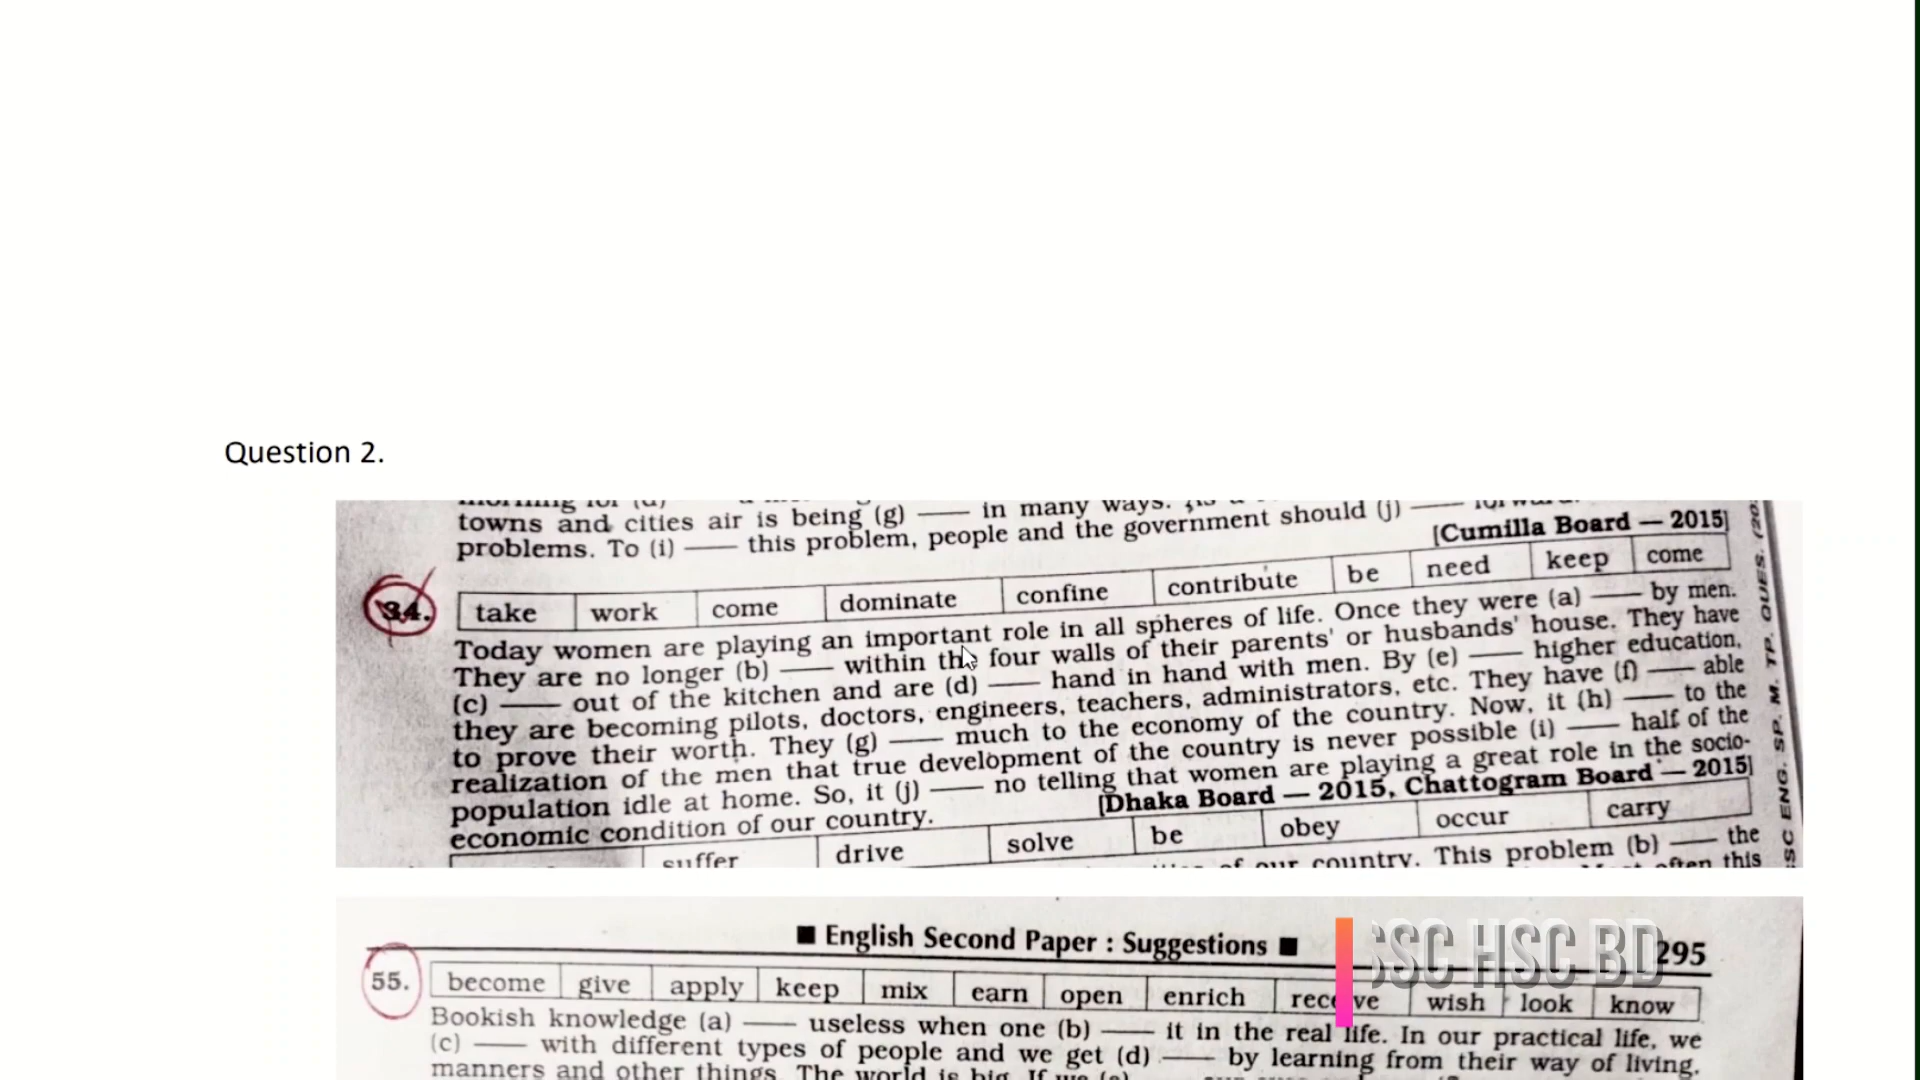 Question 2.
towns and cities air is being (g) —— in many ways.
problems. To (i) —— this problem, people and the government should (j) ——
[Cumilla Board — 2015]
34. take work come dominate confine contribute be need keep come
Today women are playing an important role in all spheres of life. Once they were (a) —— by men.
They are no longer (b) —— within the four walls of their parents' or husbands' house. They have
(c) —— out of the kitchen and are (d) —— hand in hand with men. By (e) —— higher education,
they are becoming pilots, doctors, engineers, teachers, administrators, etc. They have (f) —— able
to prove their worth. They (g) —— much to the economy of the country. Now, it (h) —— to the
realization of the men that true development of the country is never possible (i) —— half of the
population idle at home. So, it (j) —— no telling that women are playing a great role in the socio-
economic condition of our country.
[Dhaka Board — 2015, Chattogram Board — 2015]
suffer drive solve be obey occur carry
of our country. This problem (b) —— the
often this
SSC ENG. SP. M. TP. QUES.
■ English Second Paper : Suggestions ■
295
SSC HSC BD
55. become give apply keep mix earn open enrich receive wish look know
Bookish knowledge (a) —— useless when one (b) —— it in the real life. In our practical life, we
(c) —— with different types of people and we get (d) —— by learning from their way of living,
manners and other things. The world is big. If we (e)